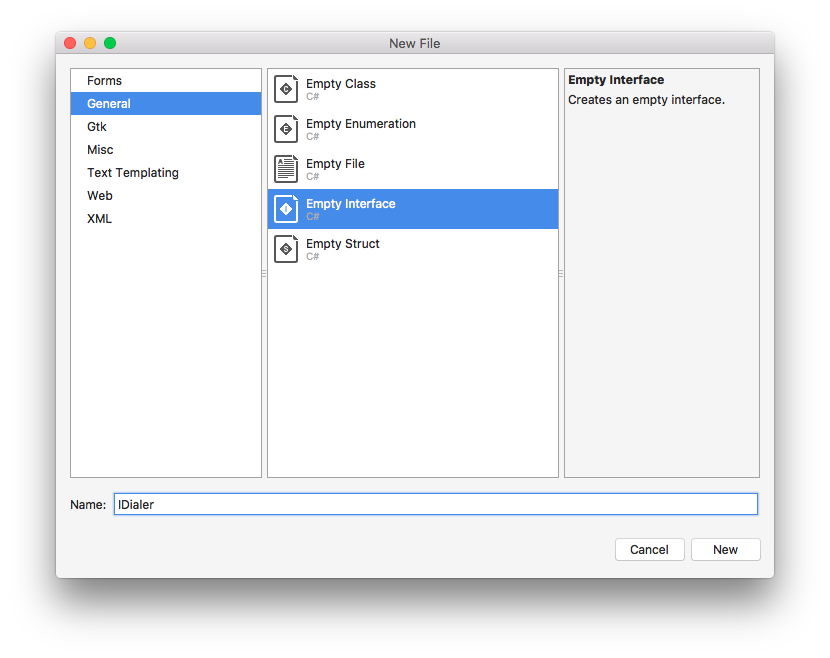 New File
Forms
General
Gtk
Misc
Text Templating
Web
XML
C
Empty Class
C#
E
Empty Enumeration
C#
A
Empty File
C#
I
Empty Interface
C#
S
Empty Struct
C#
Empty Interface
Creates an empty interface.
Name: IDialer
Cancel New